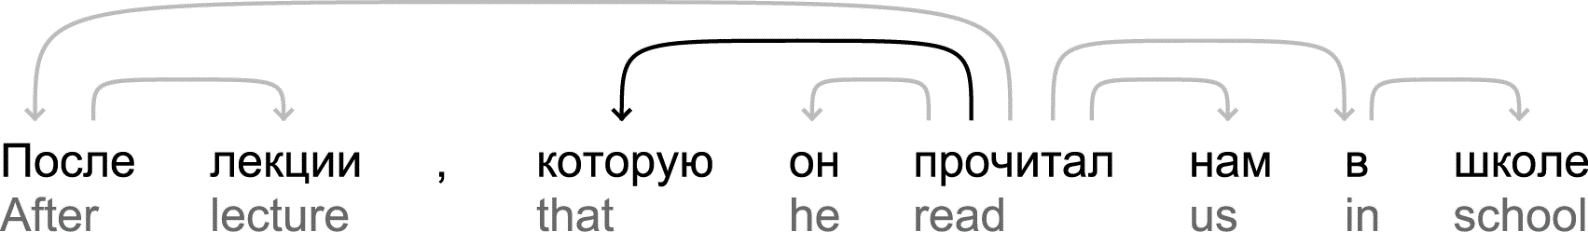 После лекции , которую он прочитал нам в школе
After lecture that he read us in school